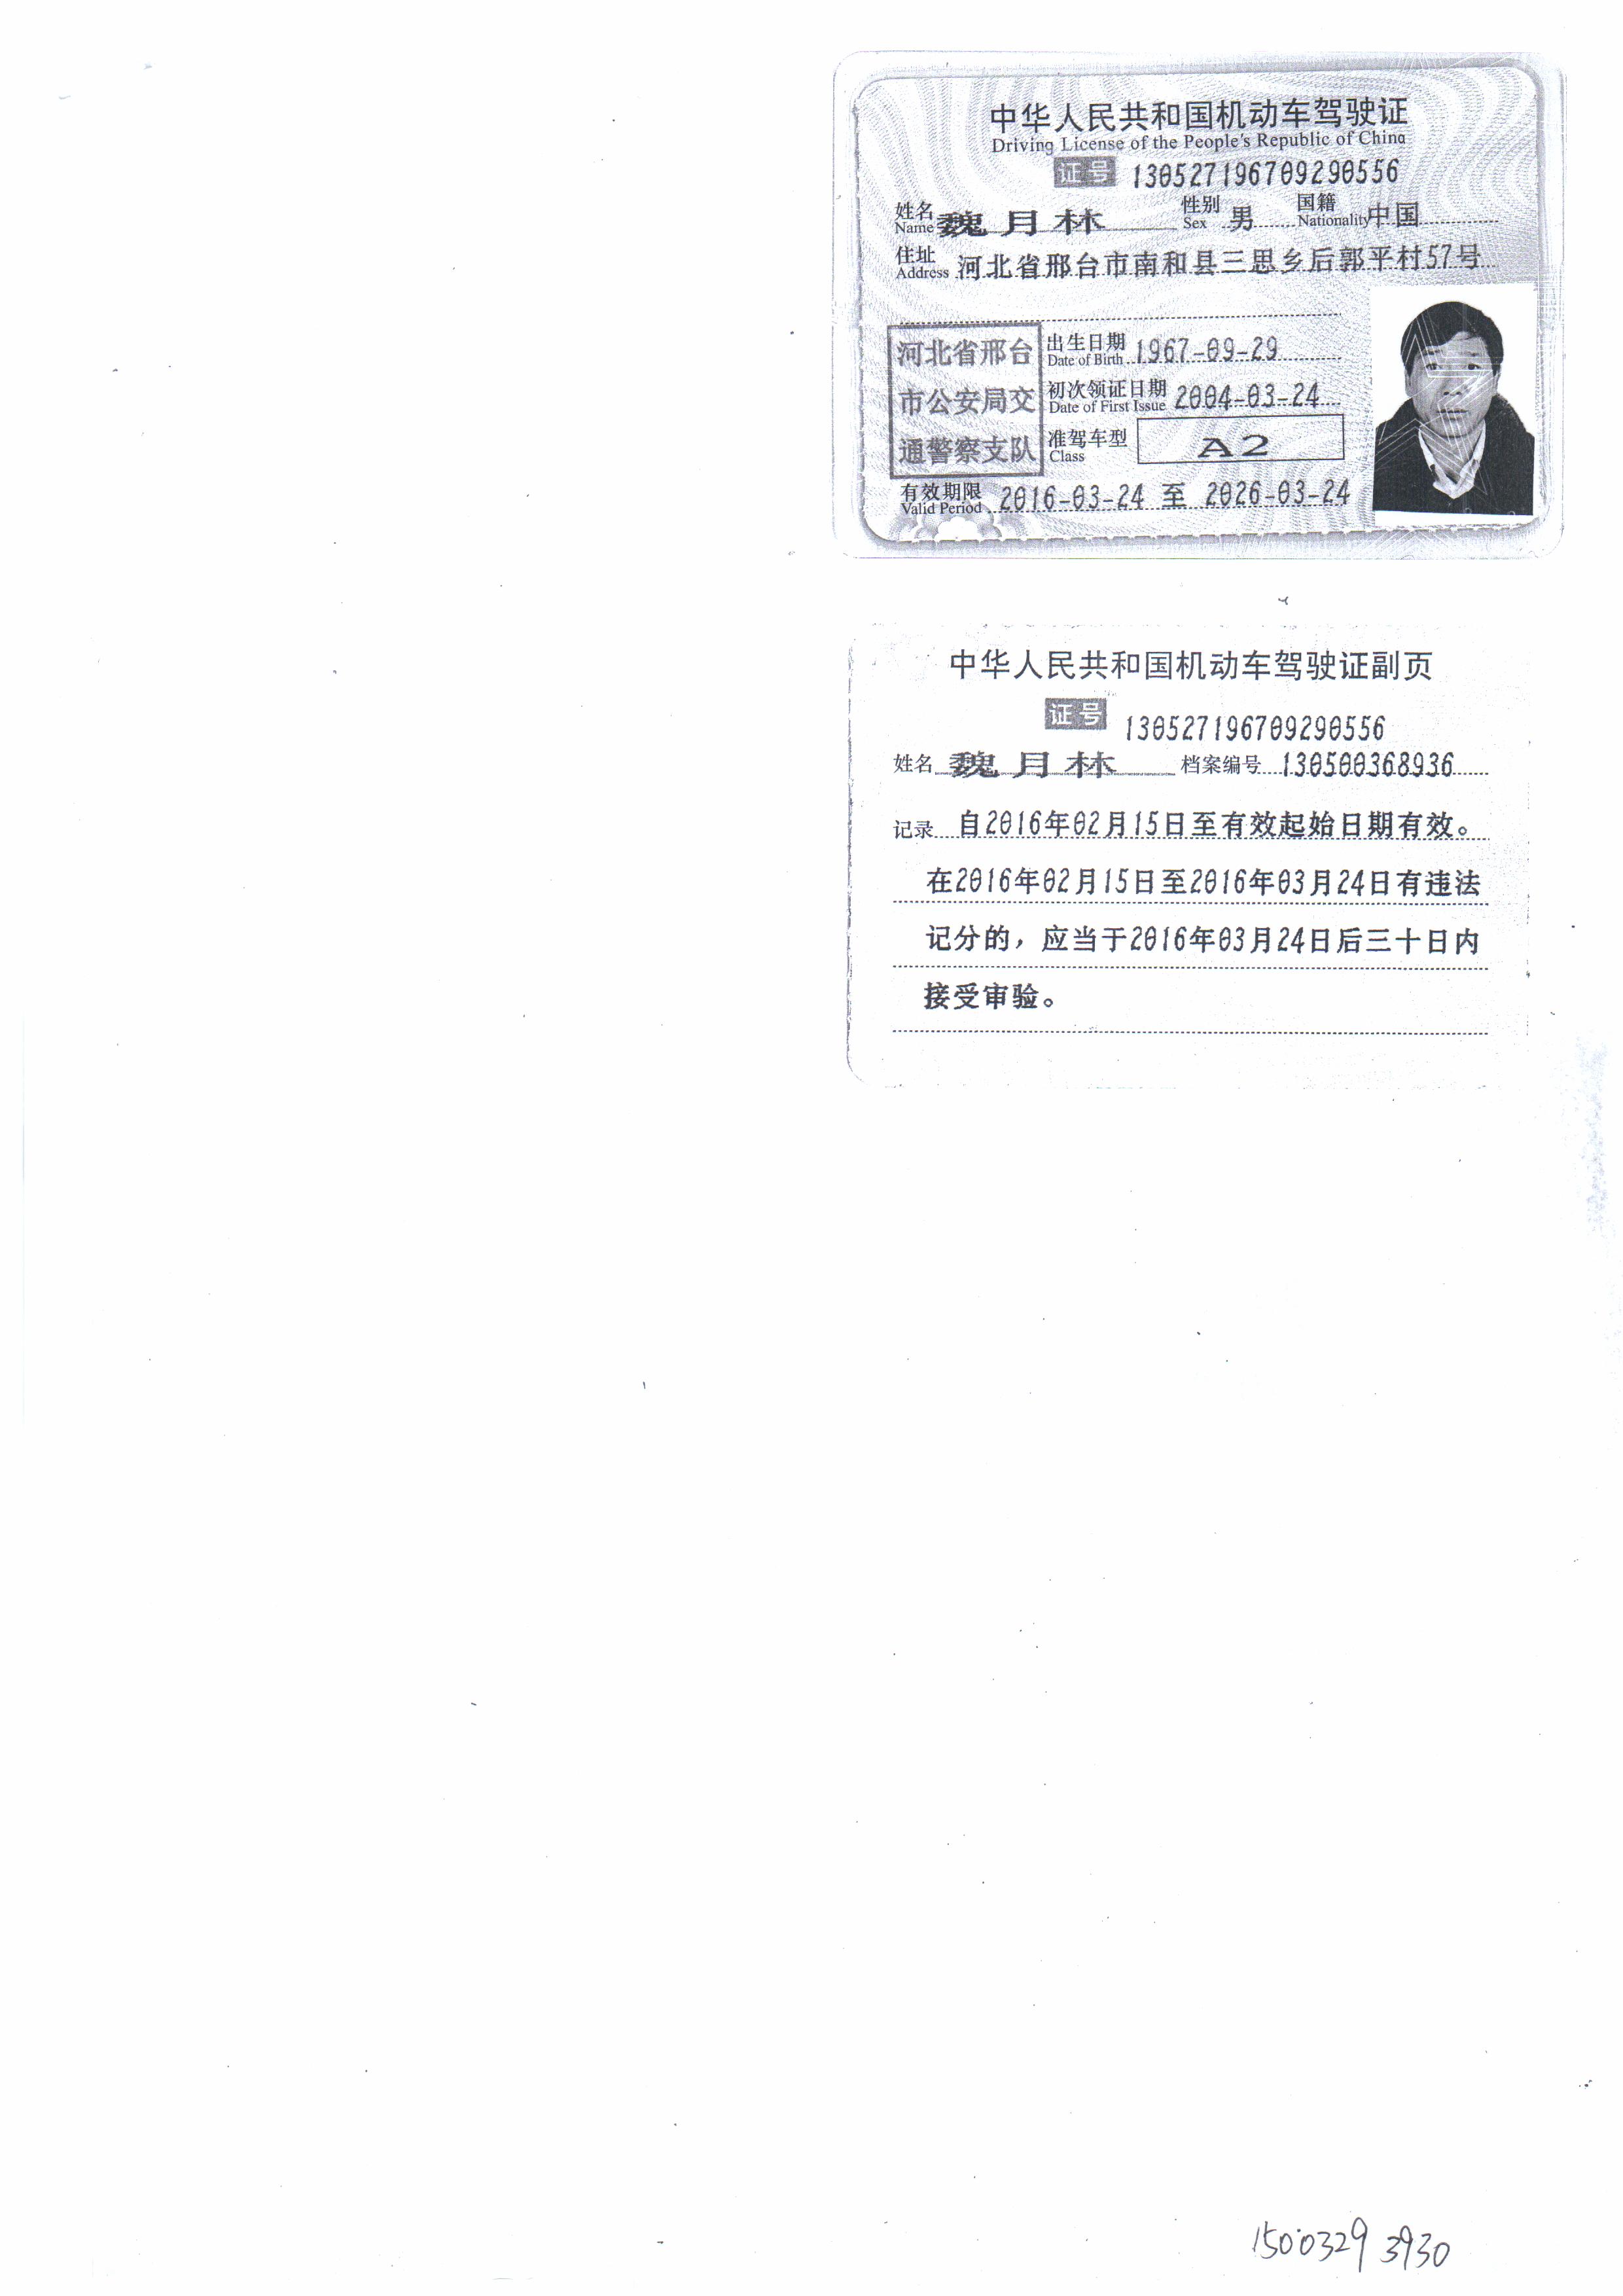 中华人民共和国机动车驾驶证
Driving License of the People's Republic of China
证号 130527196709290556
姓名 Name 魏月林 性别 Sex 男 国籍 Nationality 中国
住址 Address 河北省邢台市南和县三思乡后郭平村57号
河北省邢台
市公安局交
通警察支队
出生日期 Date of Birth 1967-09-29
初次领证日期 Date of First Issue 2004-03-24
准驾车型 Class A2
有效期限 Valid Period 2016-03-24 至 2026-03-24
中华人民共和国机动车驾驶证副页
证号 130527196709290556
姓名 魏月林 档案编号 130500368936
记录 自2016年02月15日至有效起始日期有效。
在2016年02月15日至2016年03月24日有违法
记分的，应当于2016年03月24日后三十日内
接受审验。
15003293930